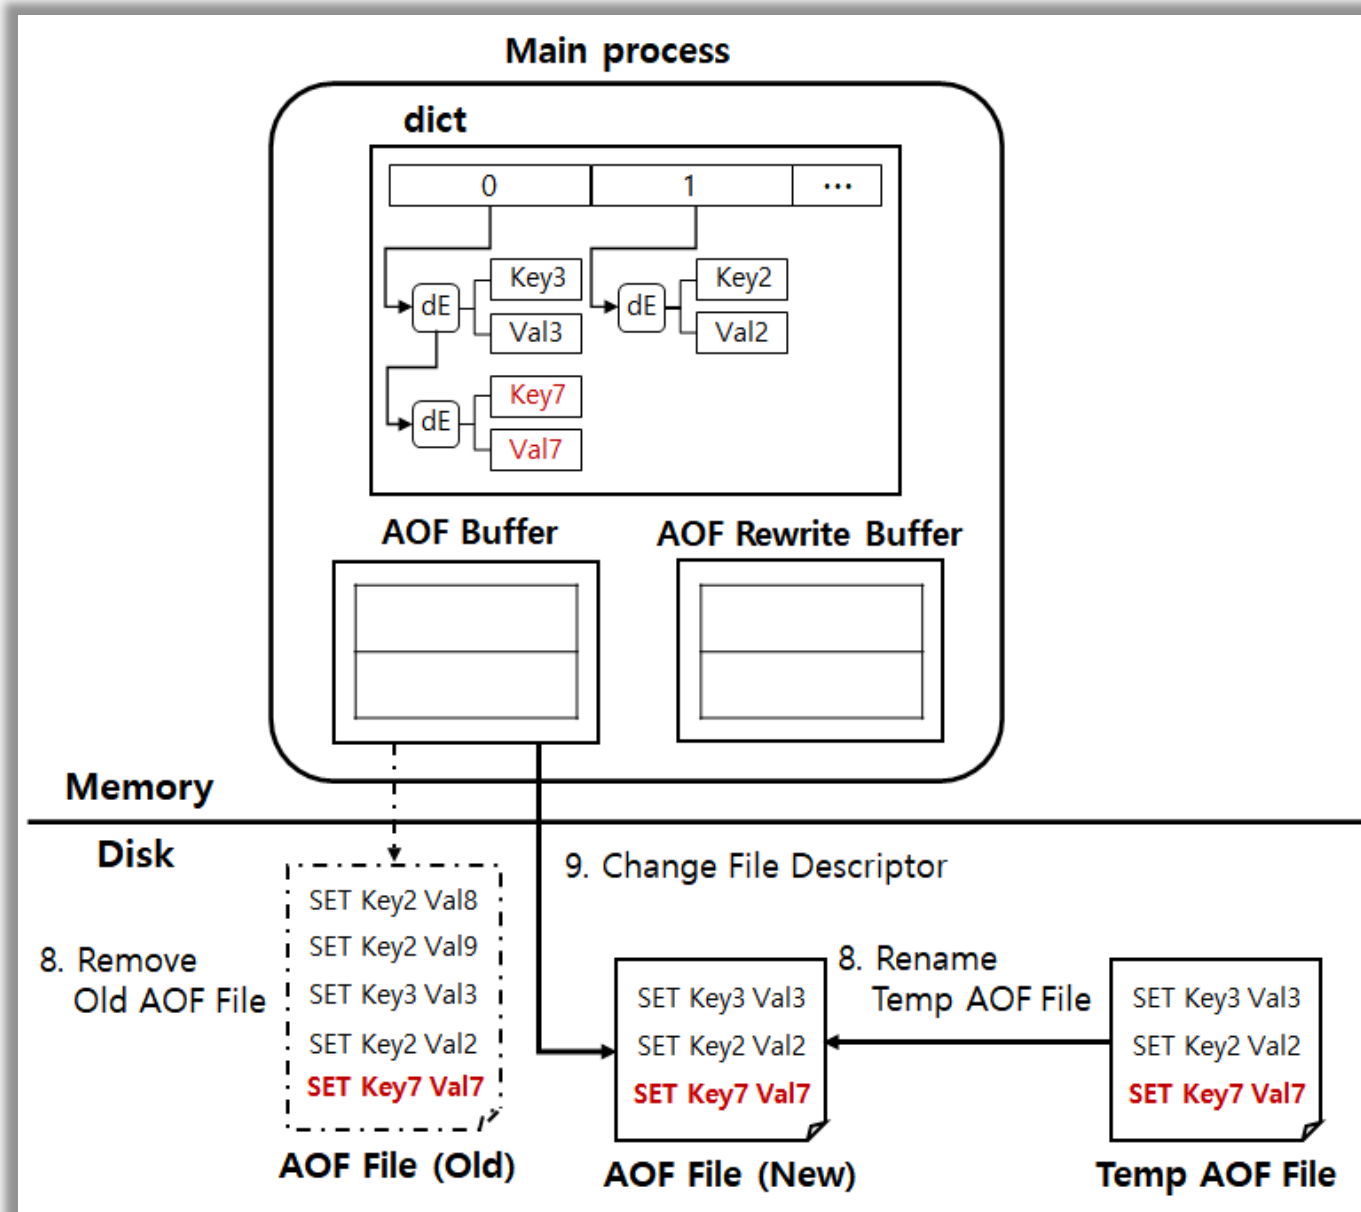 Main process
dict
0 1 ...
Key3
dE
Val3
Key2
dE
Val2
Key7
dE
Val7
AOF Buffer
AOF Rewrite Buffer
Memory
Disk
8. Remove
Old AOF File
SET Key2 Val8
SET Key2 Val9
SET Key3 Val3
SET Key2 Val2
SET Key7 Val7
AOF File (Old)
9. Change File Descriptor
SET Key3 Val3
SET Key2 Val2
SET Key7 Val7
AOF File (New)
8. Rename
Temp AOF File
SET Key3 Val3
SET Key2 Val2
SET Key7 Val7
Temp AOF File